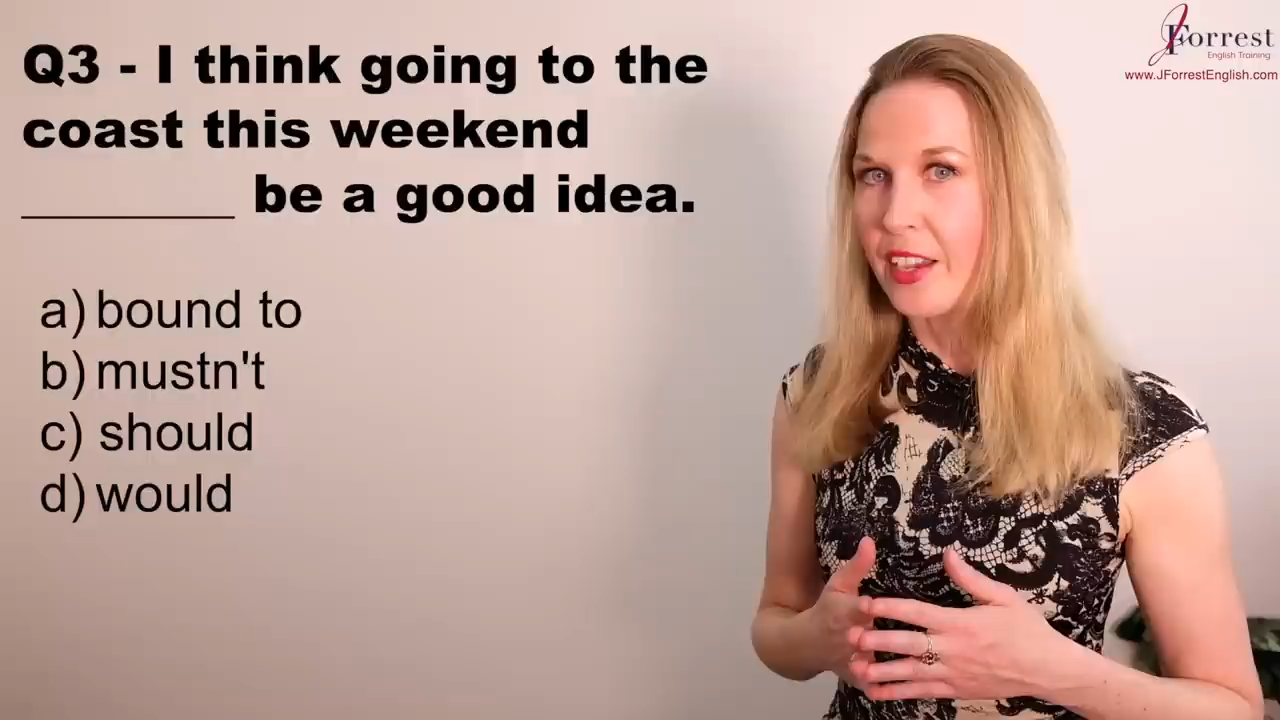 Q3 - I think going to the
coast this weekend
________ be a good idea.
a) bound to
b) mustn't
c) should
d) would
JForrest
English Training
www.JForrestEnglish.com